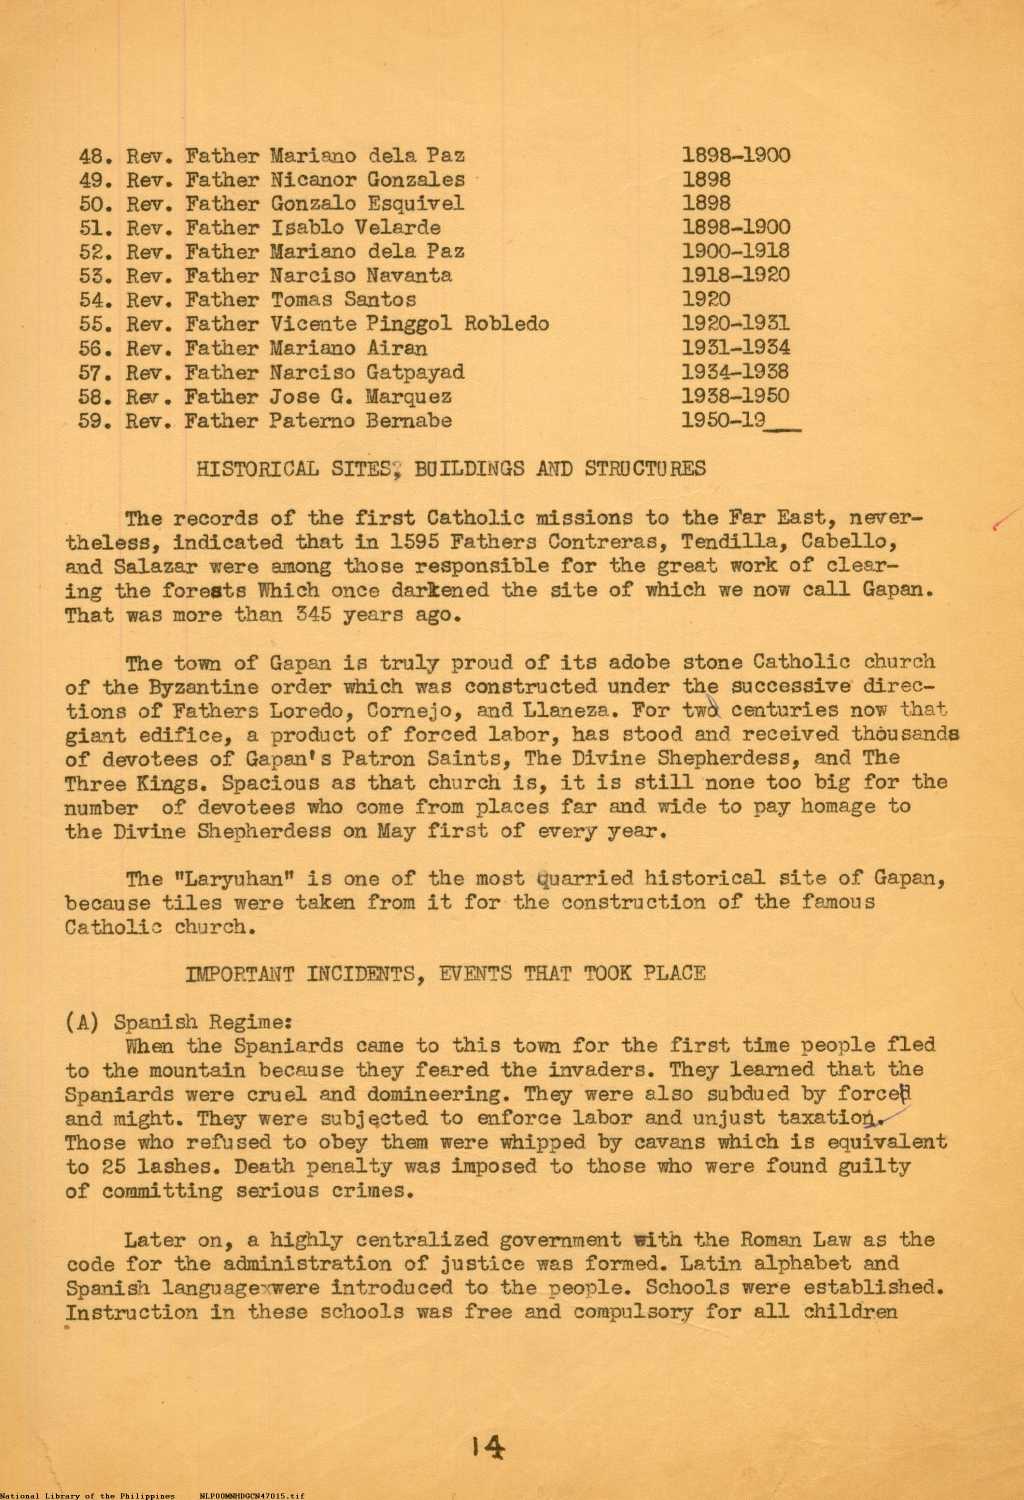 48. Rev. Father Mariano dela Paz 1898-1900
49. Rev. Father Nicanor Gonzales 1898
50. Rev. Father Gonzalo Esquivel 1898
51. Rev. Father Isablo Velarde 1898-1900
52. Rev. Father Mariano dela Paz 1900-1918
53. Rev. Father Narciso Navanta 1918-1920
54. Rev. Father Tomas Santos 1920
55. Rev. Father Vicente Pinggol Robledo 1920-1931
56. Rev. Father Mariano Airan 1931-1934
57. Rev. Father Narciso Gatpayad 1934-1938
58. Rev. Father Jose G. Marquez 1938-1950
59. Rev. Father Paterno Bernabe 1950-19___
HISTORICAL SITES, BUILDINGS AND STRUCTURES
The records of the first Catholic missions to the Far East, never-
theless, indicated that in 1595 Fathers Contreras, Tendilla, Cabello,
and Salazar were among those responsible for the great work of clear-
ing the forests Which once darkened the site of which we now call Gapan.
That was more than 345 years ago.
The town of Gapan is truly proud of its adobe stone Catholic church
of the Byzantine order which was constructed under the successive direc-
tions of Fathers Loredo, Cornejo, and Llaneza. For two centuries now that
giant edifice, a product of forced labor, has stood and received thousands
of devotees of Gapan's Patron Saints, The Divine Shepherdess, and The
Three Kings. Spacious as that church is, it is still none too big for the
number of devotees who come from places far and wide to pay homage to
the Divine Shepherdess on May first of every year.
The "Laryuhan" is one of the most quarried historical site of Gapan,
because tiles were taken from it for the construction of the famous
Catholic church.
IMPORTANT INCIDENTS, EVENTS THAT TOOK PLACE
(A) Spanish Regime:
When the Spaniards came to this town for the first time people fled
to the mountain because they feared the invaders. They learned that the
Spaniards were cruel and domineering. They were also subdued by force
and might. They were subjected to enforce labor and unjust taxation.
Those who refused to obey them were whipped by cavans which is equivalent
to 25 lashes. Death penalty was imposed to those who were found guilty
of committing serious crimes.
Later on, a highly centralized government with the Roman Law as the
code for the administration of justice was formed. Latin alphabet and
Spanish language were introduced to the people. Schools were established.
Instruction in these schools was free and compulsory for all children
14
National Library of the Philippines NLP00MNHDGCN47015.tif